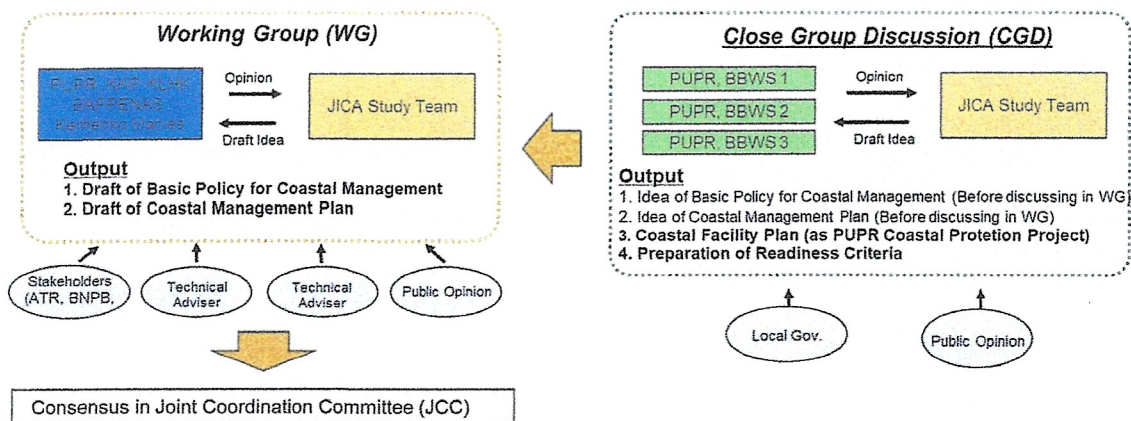 Working Group (WG)
PUPR, KKP, KLHK
BAPPENAS
Opinion
JICA Study Team
Draft Idea
Output
1. Draft of Basic Policy for Coastal Management
2. Draft of Coastal Management Plan
Stakeholders
(ATR, BNPB,
Technical
Adviser
Technical
Adviser
Public Opinion
Consensus in Joint Coordination Committee (JCC)
Close Group Discussion (CGD)
PUPR, BBWS 1
PUPR, BBWS 2
PUPR, BBWS 3
Opinion
JICA Study Team
Draft Idea
Output
1. Idea of Basic Policy for Coastal Management (Before discussing in WG)
2. Idea of Coastal Management Plan (Before discussing in WG)
3. Coastal Facility Plan (as PUPR Coastal Protetion Project)
4. Preparation of Readiness Criteria
Local Gov.
Public Opinion